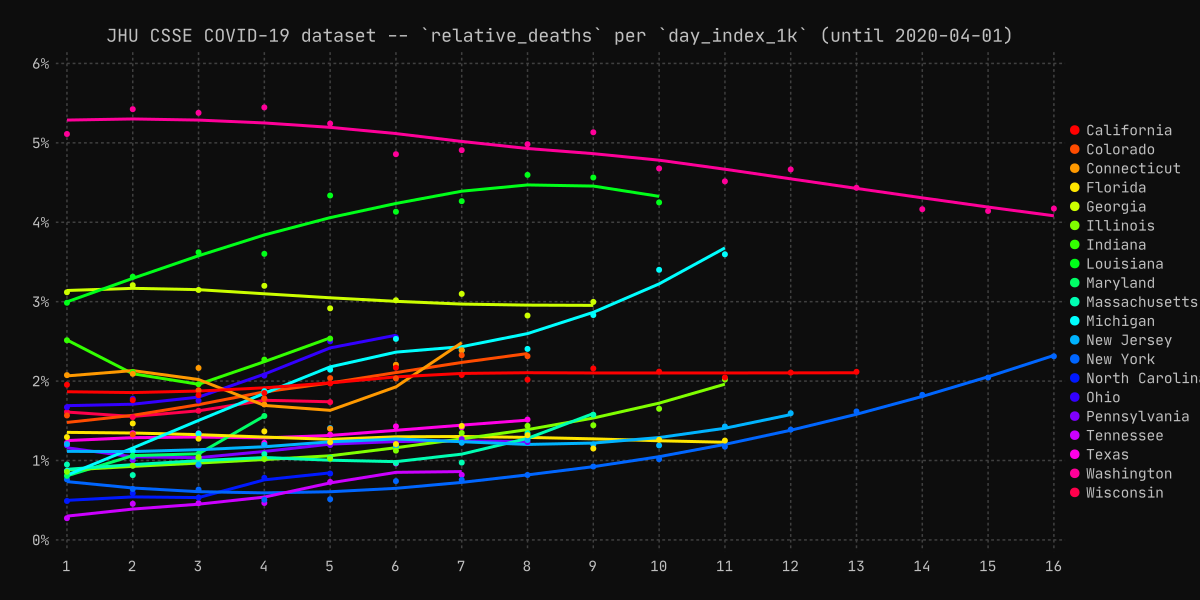 JHU CSSE COVID-19 dataset -- `relative_deaths` per `day_index_1k` (until 2020-04-01)
6%
5%
4%
3%
2%
1%
0%
1 2 3 4 5 6 7 8 9 10 11 12 13 14 15 16
California
Colorado
Connecticut
Florida
Georgia
Illinois
Indiana
Louisiana
Maryland
Massachusetts
Michigan
New Jersey
New York
North Carolin
Ohio
Pennsylvania
Tennessee
Texas
Washington
Wisconsin